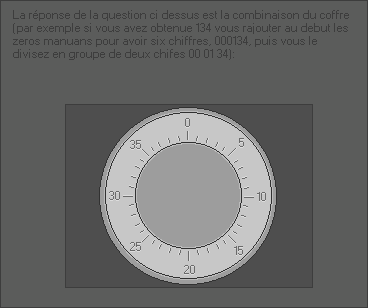 La réponse de la question ci dessus est la combinaison du coffre
(par exemple si vous avez obtenue 134 vous rajouter au début les
zeros manuans pour avoir six chiffres, 000134, puis vous le
divisez en groupe de deux chifes 00 01 34):
0
35
5
30
10
25
15
20